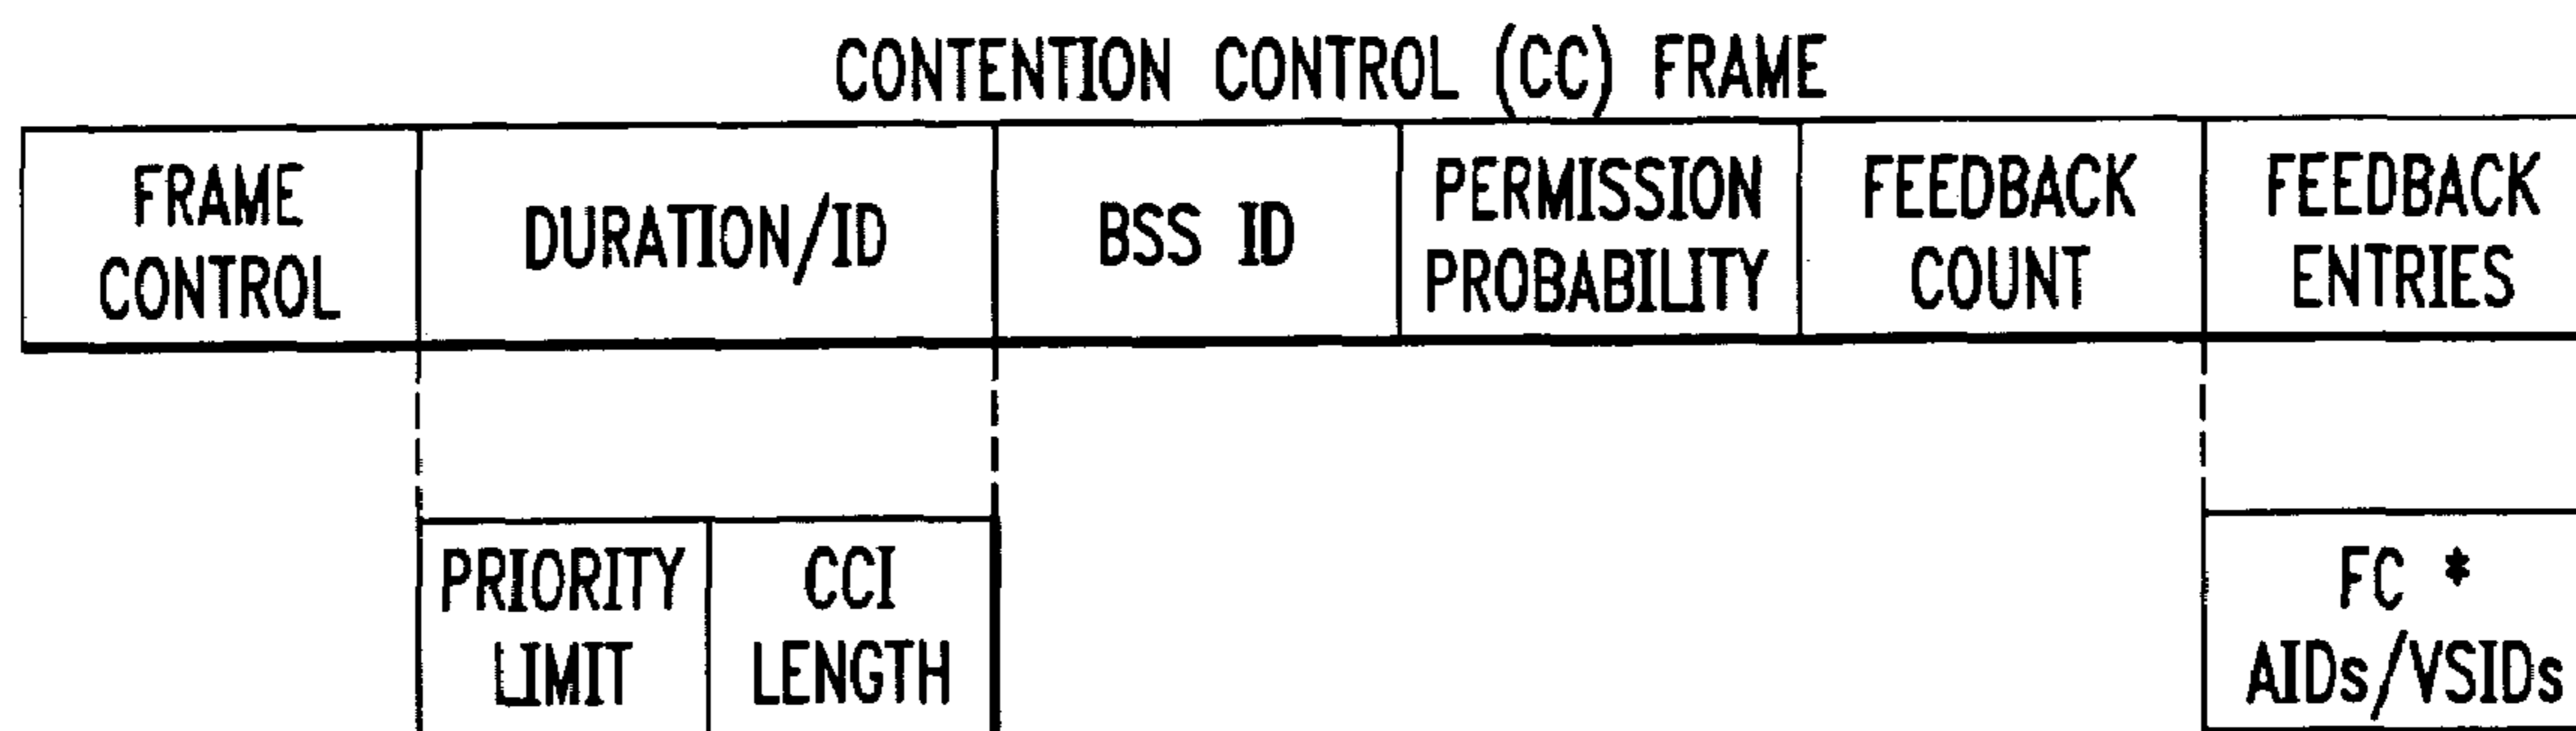 CONTENTION CONTROL (CC) FRAME
FRAME CONTROL
DURATION/ID
BSS ID
PERMISSION PROBABILITY
FEEDBACK COUNT
FEEDBACK ENTRIES
PRIORITY LIMIT
CCI LENGTH
FC *
AIDs/VSIDs